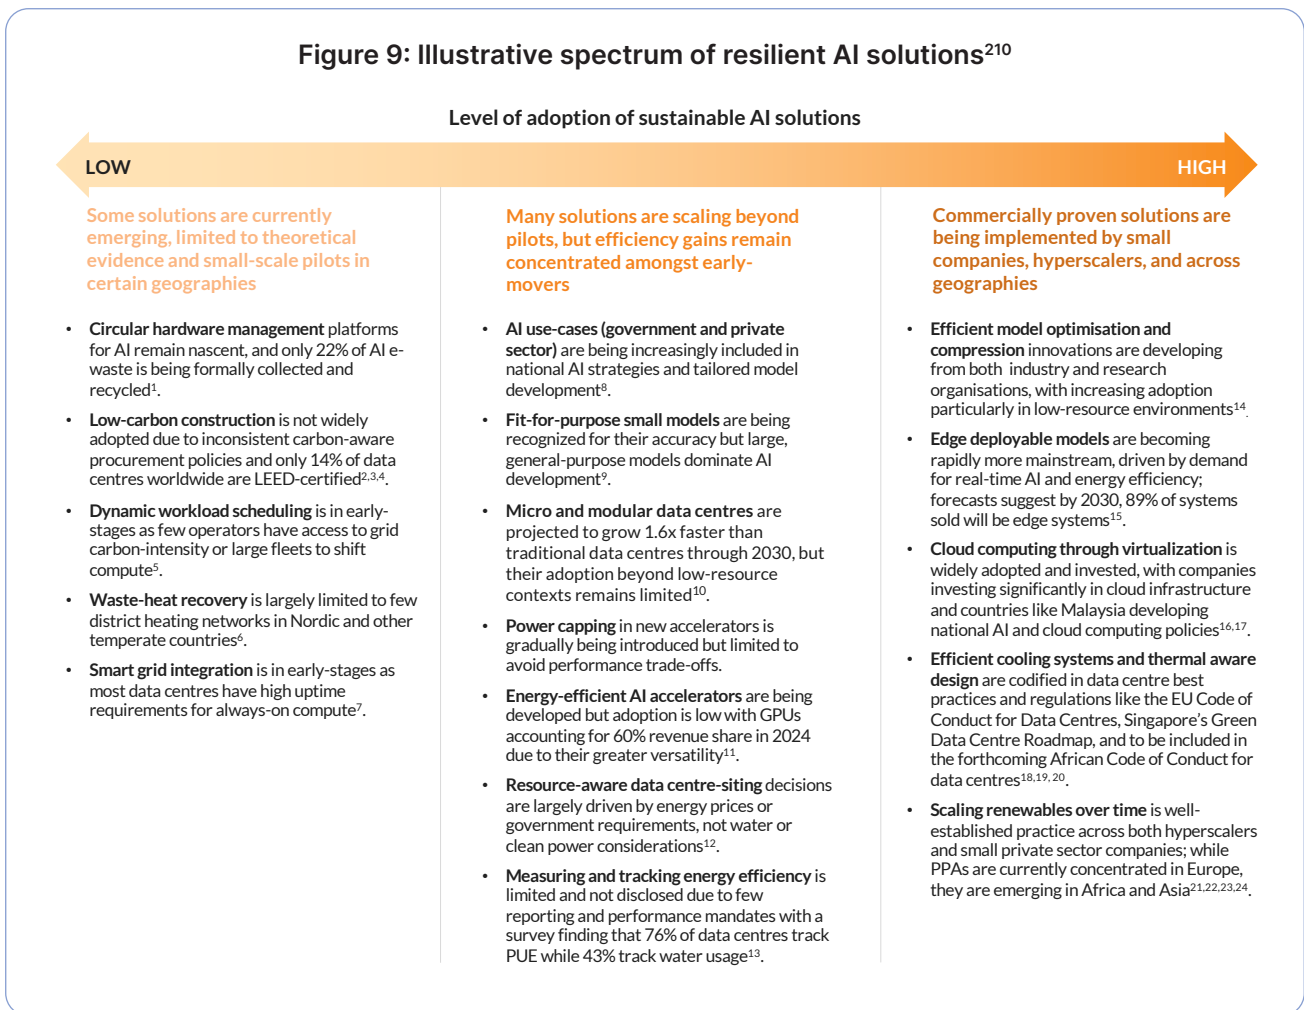 Figure 9: Illustrative spectrum of resilient AI solutions²¹⁰
Level of adoption of sustainable AI solutions
LOW
HIGH
Some solutions are currently
emerging, limited to theoretical
evidence and small-scale pilots in
certain geographies
• Circular hardware management platforms
for AI remain nascent, and only 22% of AI e-
waste is being formally collected and
recycled¹.
• Low-carbon construction is not widely
adopted due to inconsistent carbon-aware
procurement policies and only 14% of data
centres worldwide are LEED-certified²,³,⁴.
• Dynamic workload scheduling is in early-
stages as few operators have access to grid
carbon-intensity or large fleets to shift
compute⁵.
• Waste-heat recovery is largely limited to few
district heating networks in Nordic and other
temperate countries⁶.
• Smart grid integration is in early-stages as
most data centres have high uptime
requirements for always-on compute⁷.
Many solutions are scaling beyond
pilots, but efficiency gains remain
concentrated amongst early-
movers
• AI use-cases (government and private
sector) are being increasingly included in
national AI strategies and tailored model
development⁸.
• Fit-for-purpose small models are being
recognized for their accuracy but large,
general-purpose models dominate AI
development⁹.
• Micro and modular data centres are
projected to grow 1.6x faster than
traditional data centres through 2030, but
their adoption beyond low-resource
contexts remains limited¹⁰.
• Power capping in new accelerators is
gradually being introduced but limited to
avoid performance trade-offs.
• Energy-efficient AI accelerators are being
developed but adoption is low with GPUs
accounting for 60% revenue share in 2024
due to their greater versatility¹¹.
• Resource-aware data centre-siting decisions
are largely driven by energy prices or
government requirements, not water or
clean power considerations¹².
• Measuring and tracking energy efficiency is
limited and not disclosed due to few
reporting and performance mandates with a
survey finding that 76% of data centres track
PUE while 43% track water usage¹³.
Commercially proven solutions are
being implemented by small
companies, hyperscalers, and across
geographies
• Efficient model optimisation and
compression innovations are developing
from both industry and research
organisations, with increasing adoption
particularly in low-resource environments¹⁴.
• Edge deployable models are becoming
rapidly more mainstream, driven by demand
for real-time AI and energy efficiency;
forecasts suggest by 2030, 89% of systems
sold will be edge systems¹⁵.
• Cloud computing through virtualization is
widely adopted and invested, with companies
investing significantly in cloud infrastructure
and countries like Malaysia developing
national AI and cloud computing policies¹⁶,¹⁷.
• Efficient cooling systems and thermal aware
design are codified in data centre best
practices and regulations like the EU Code of
Conduct for Data Centres, Singapore's Green
Data Centre Roadmap, and to be included in
the forthcoming African Code of Conduct for
data centres¹⁸,¹⁹, ²⁰.
• Scaling renewables over time is well-
established practice across both hyperscalers
and small private sector companies; while
PPAs are currently concentrated in Europe,
they are emerging in Africa and Asia²¹,²²,²³,²⁴.